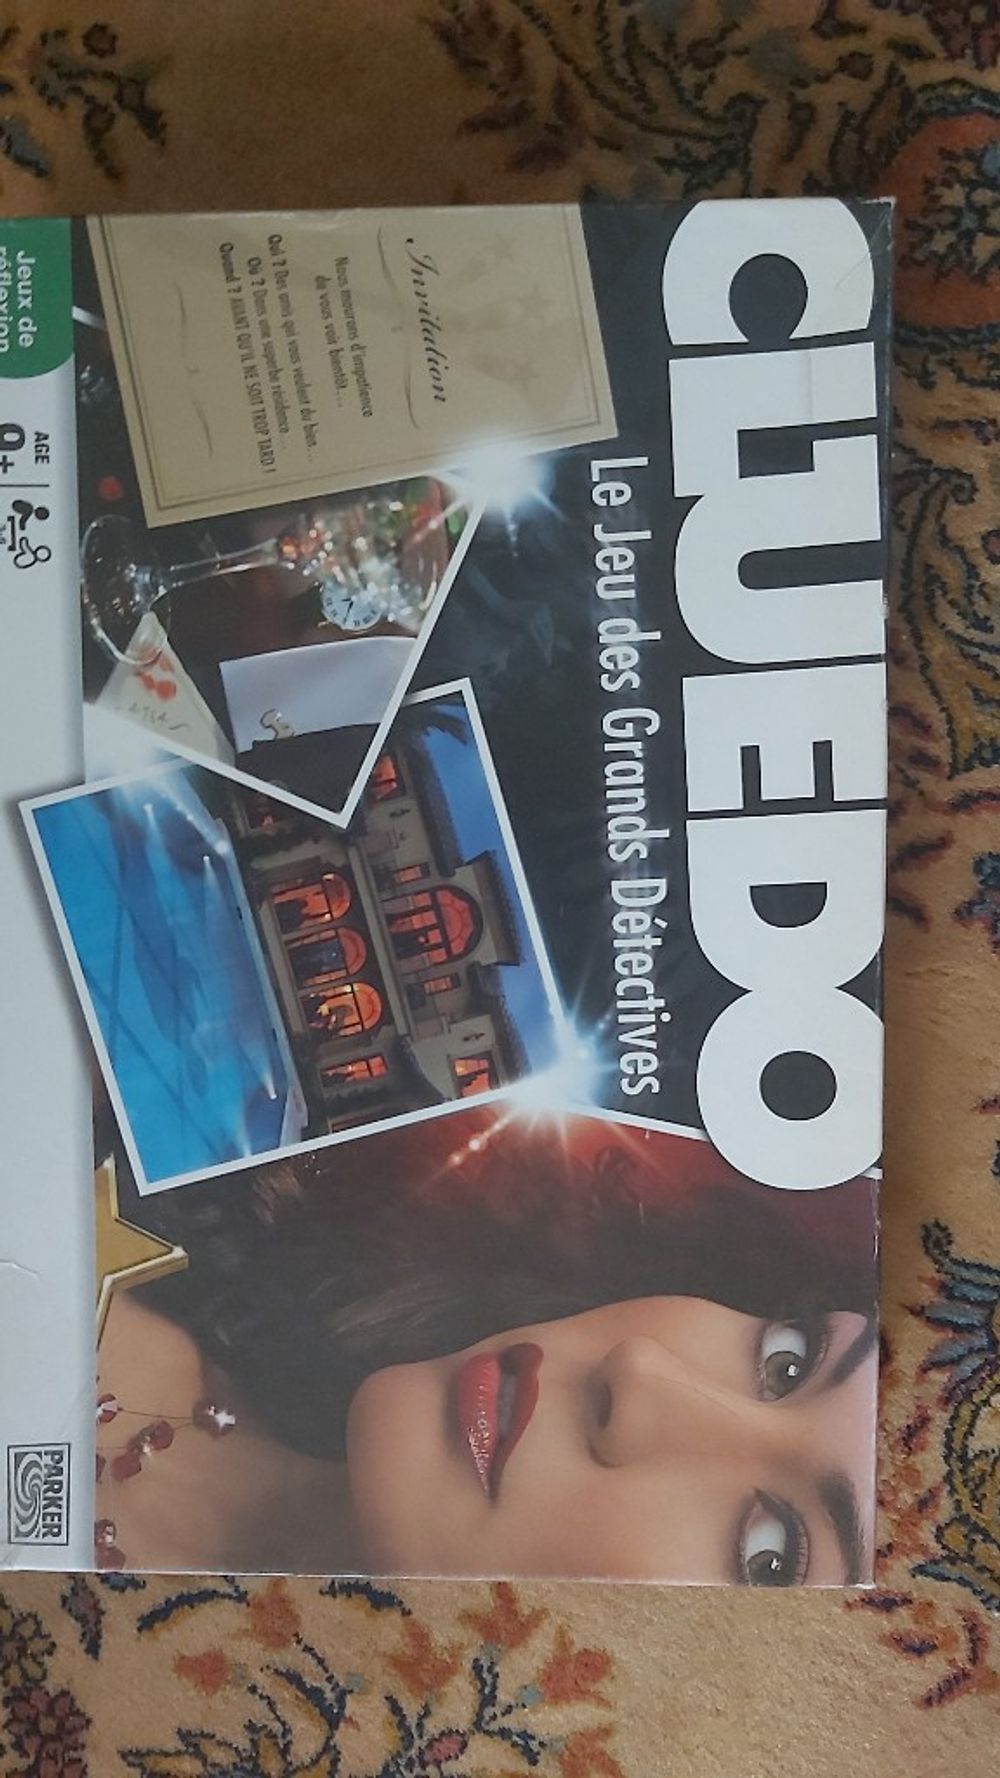 CLUEDO
Le Jeu des Grands Détectives
Invitation
Nous mourons d'impatience
de vous voir bientôt...
Qui ? Des amis qui vous veulent du bien...
Où ? Dans une superbe résidence...
Quand ? AVANT QU'IL NE SOIT TROP TARD !
Jeux de
réflexion
AGE
PARKER